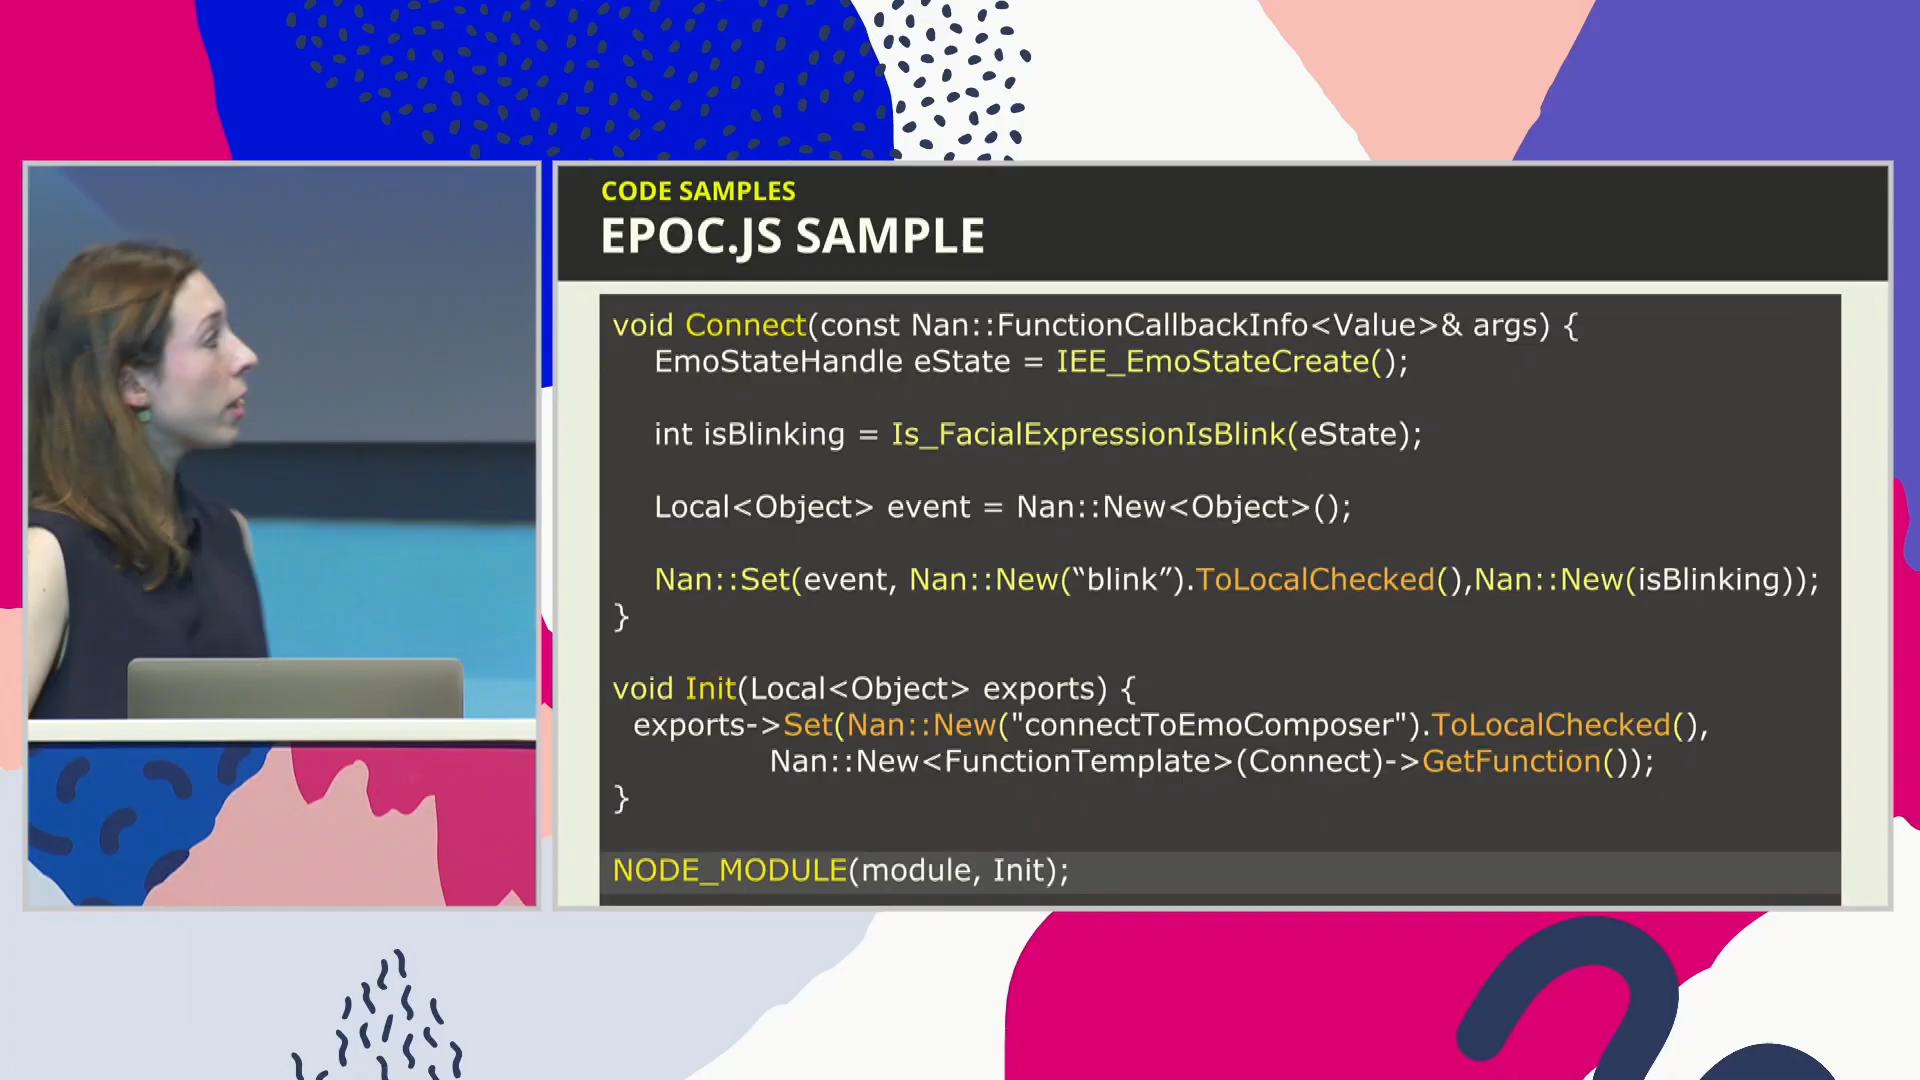 CODE SAMPLES
EPOC.JS SAMPLE
void Connect(const Nan::FunctionCallbackInfo<Value>& args) {
EmoStateHandle eState = IEE_EmoStateCreate();
int isBlinking = Is_FacialExpressionIsBlink(eState);
Local<Object> event = Nan::New<Object>();
Nan::Set(event, Nan::New(“blink”).ToLocalChecked(),Nan::New(isBlinking));
}
void Init(Local<Object> exports) {
exports->Set(Nan::New("connectToEmoComposer").ToLocalChecked(),
Nan::New<FunctionTemplate>(Connect)->GetFunction());
}
NODE_MODULE(module, Init);